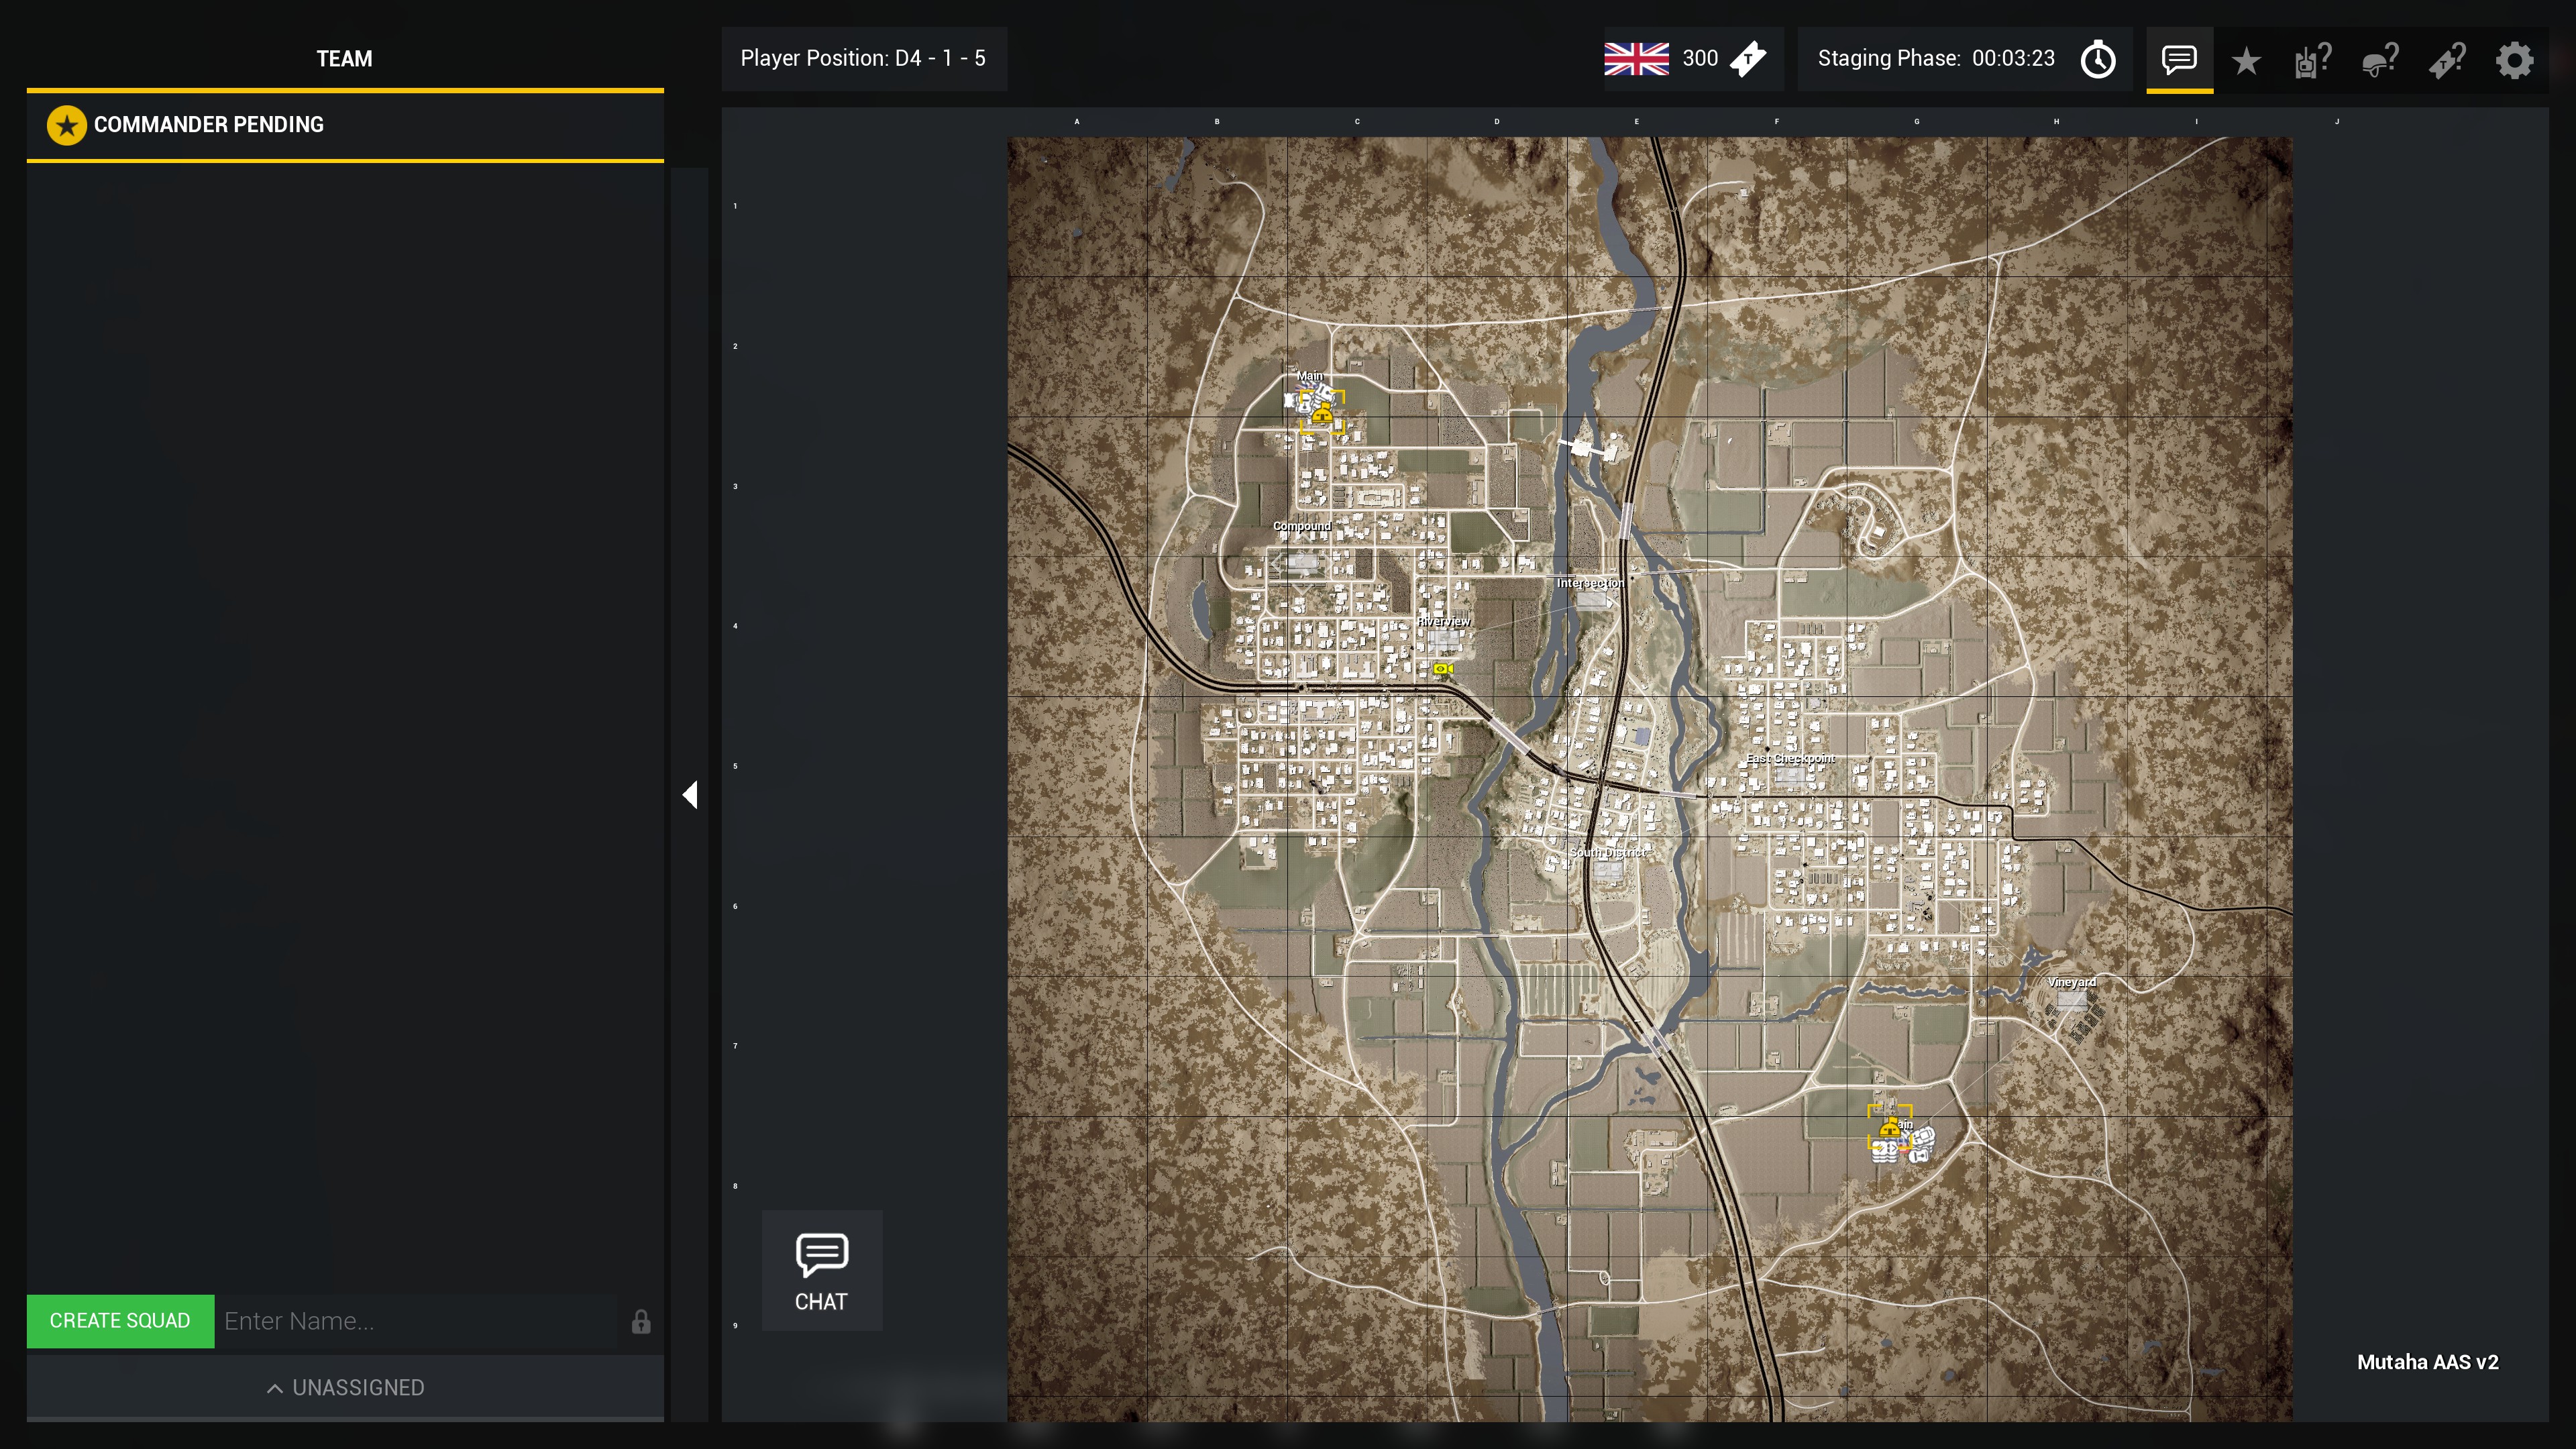 TEAM
Player Position: D4 - 1 - 5
300
T
Staging Phase: 00:03:23
COMMANDER PENDING
A B C D E F G H I J
1
2
3
4
5
6
7
8
9
Main
Compound
Intersection
Riverview
East Checkpoint
South District
Vineyard
ain
CHAT
CREATE SQUAD Enter Name...
UNASSIGNED
Mutaha AAS v2